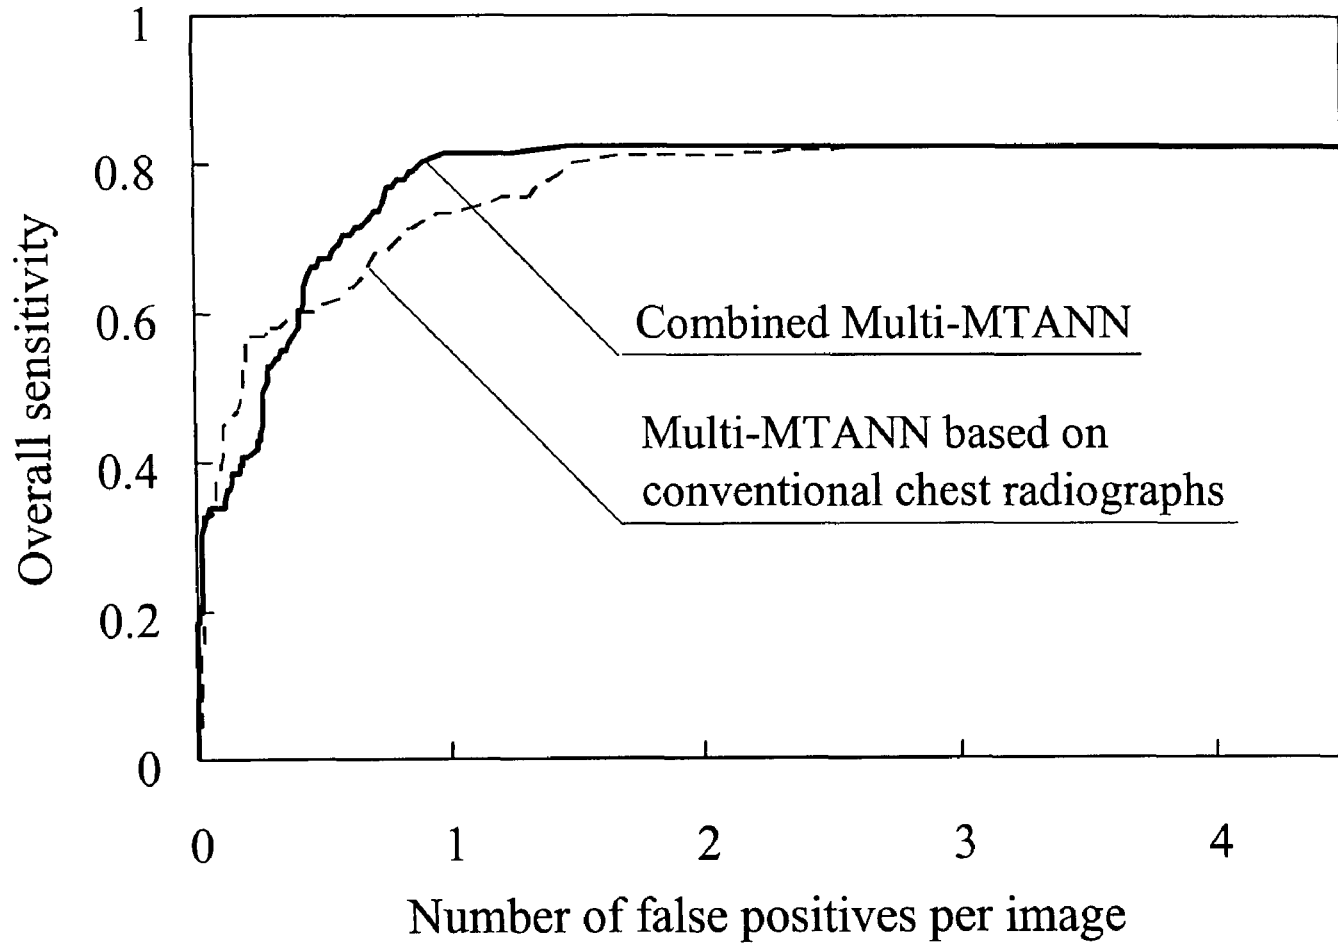 1
0.8
0.6
0.4
0.2
0
Overall sensitivity
Combined Multi-MTANN
Multi-MTANN based on
conventional chest radiographs
0 1 2 3 4
Number of false positives per image